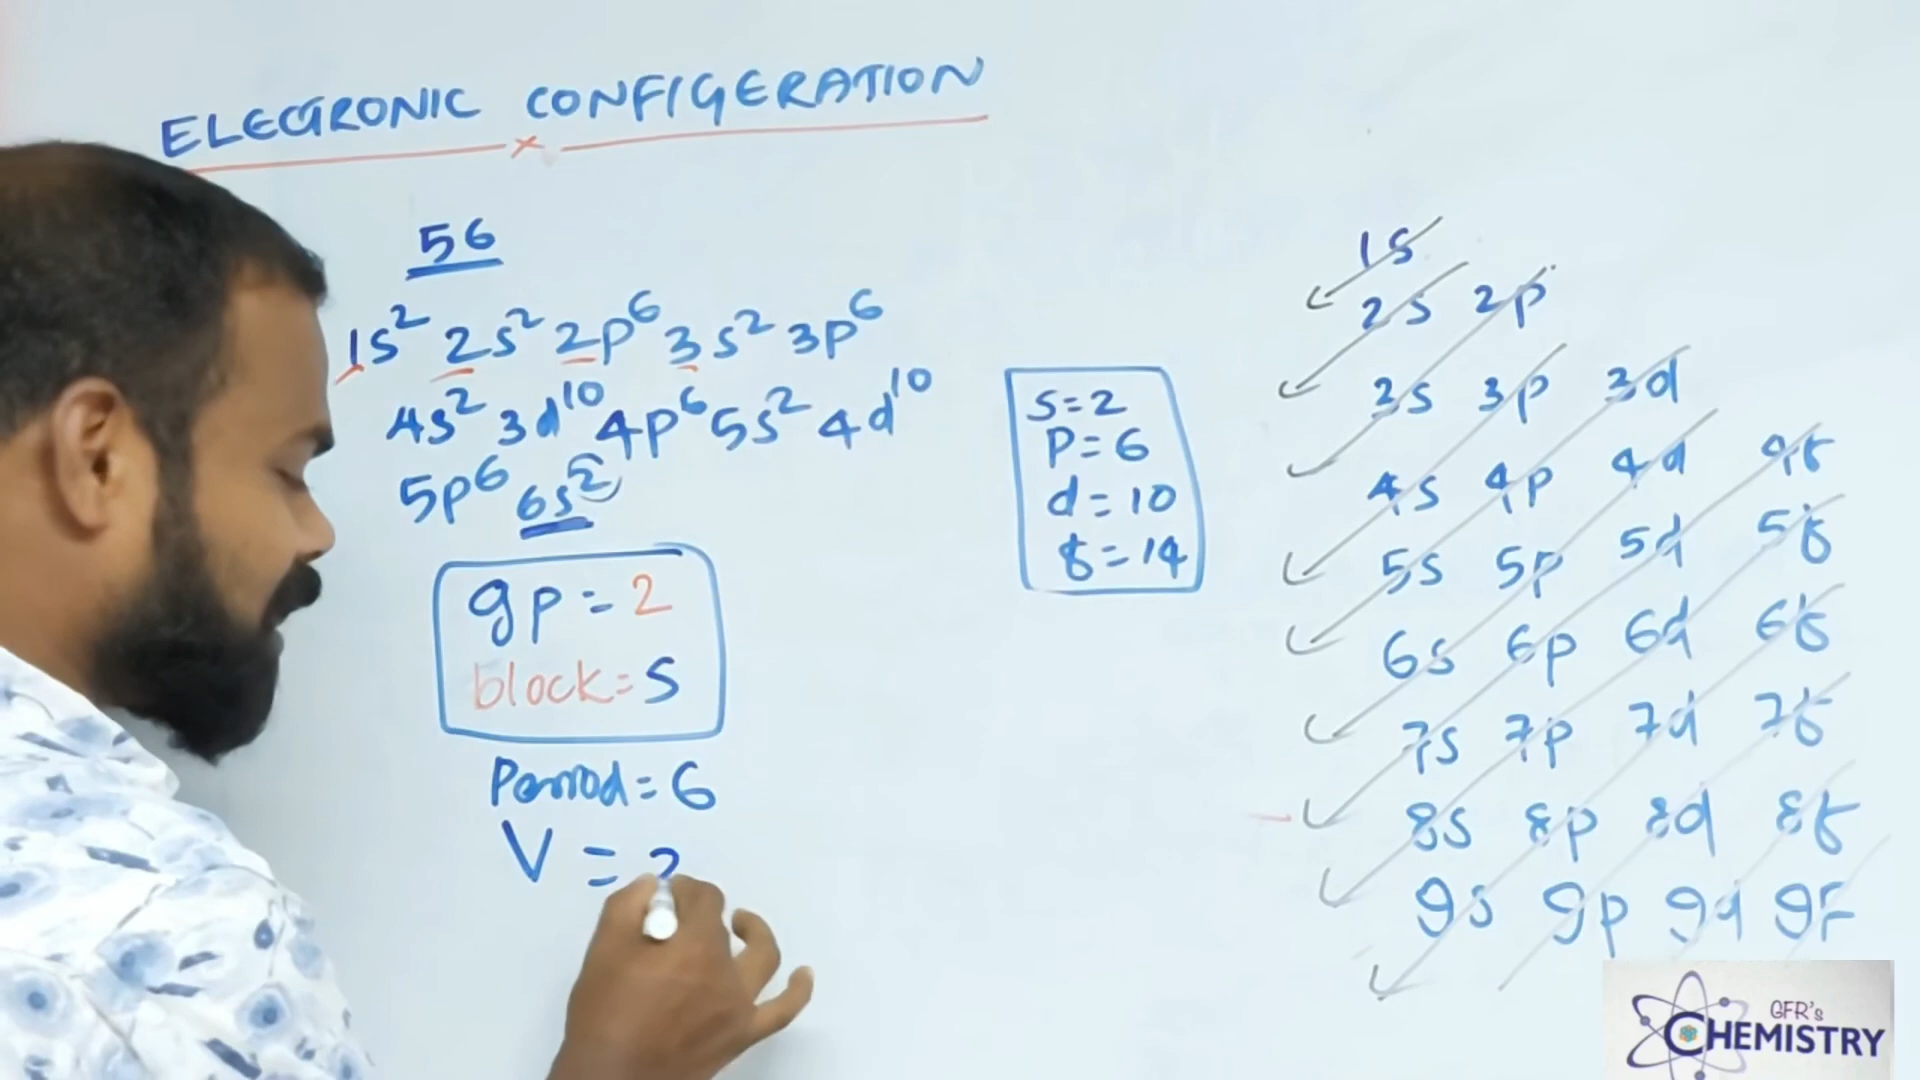 ELECTRONIC CONFIGERATION
56
1s² 2s² 2p⁶ 3s² 3p⁶
4s² 3d¹⁰ 4p⁶ 5s² 4d¹⁰
5p⁶ 6s²
gp = 2
block = s
Period = 6
V = 2
s = 2
p = 6
d = 10
f = 14
1s
2s 2p
3s 3p 3d
4s 4p 4d 4f
5s 5p 5d 5f
6s 6p 6d 6f
7s 7p 7d 7f
8s 8p 8d 8f
9s 9p 9d 9f
GFR's
CHEMISTRY